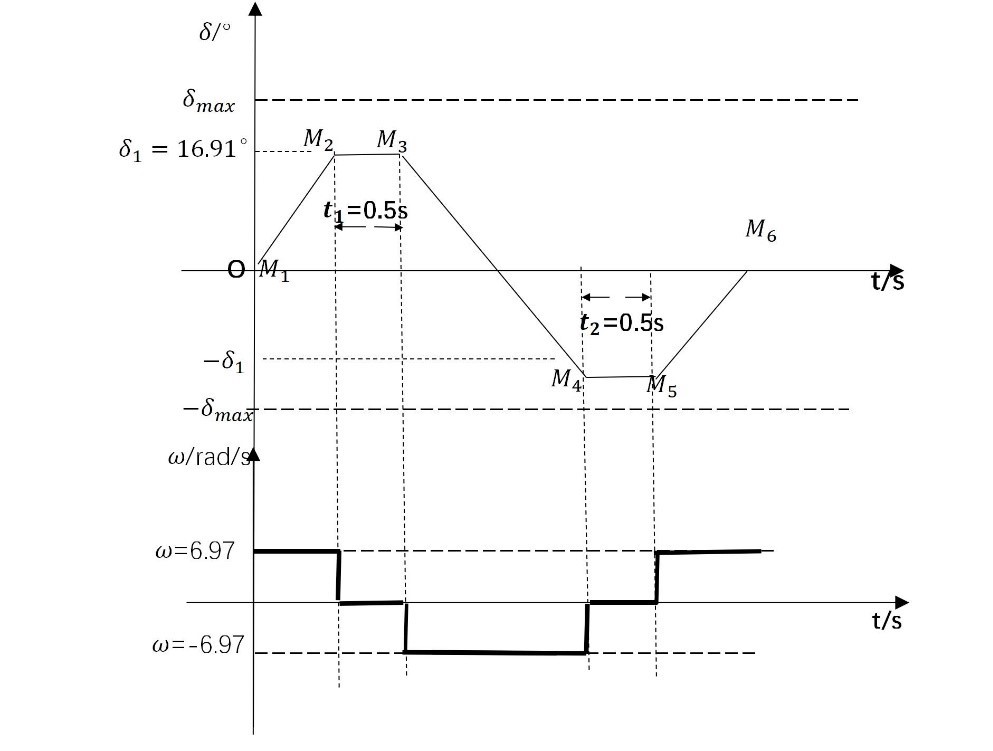 δ/°
δmax
δ₁ = 16.91°
M₂
M₃
t₁=0.5s
M₆
O
M₁
t/s
t₂=0.5s
−δ₁
M₄
M₅
−δmax
ω/rad/s
ω=6.97
t/s
ω=-6.97